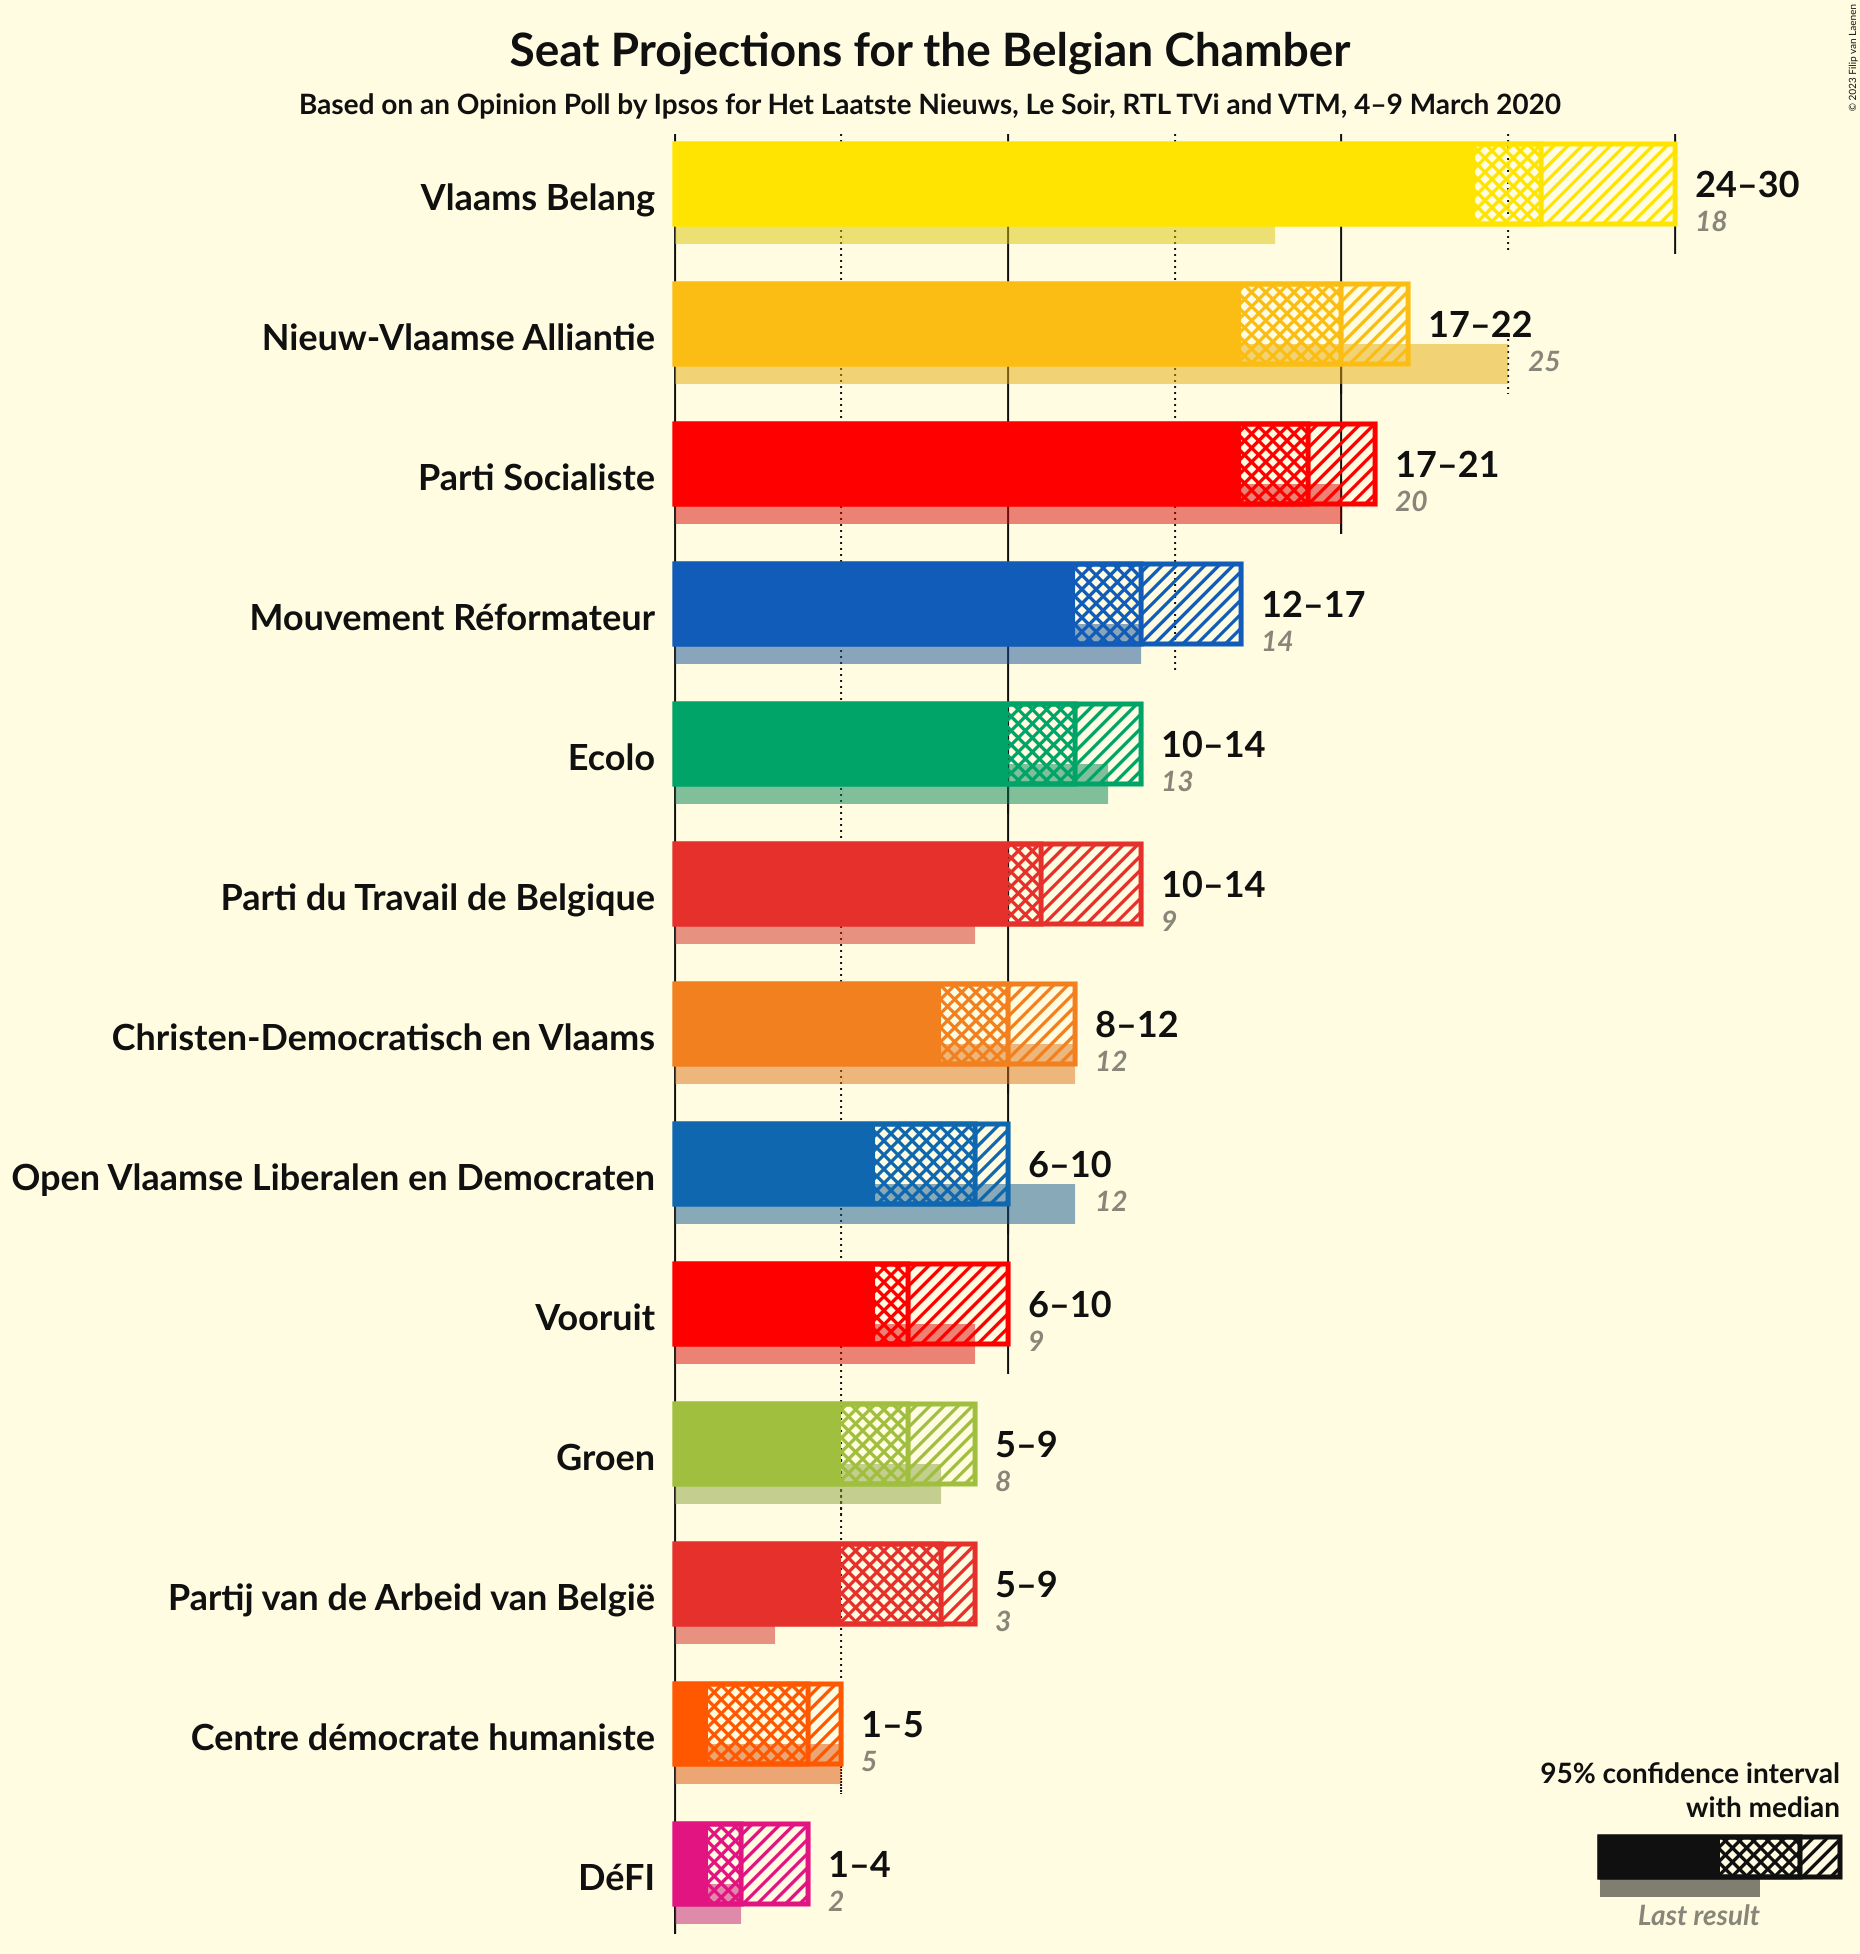 Seat Projections for the Belgian Chamber
Based on an Opinion Poll by Ipsos for Het Laatste Nieuws, Le Soir, RTL TVi and VTM, 4–9 March 2020
© 2023 Filip van Laenen
Vlaams Belang
24–30
18
Nieuw-Vlaamse Alliantie
17–22
25
Parti Socialiste
17–21
20
Mouvement Réformateur
12–17
14
Ecolo
10–14
13
Parti du Travail de Belgique
10–14
9
Christen-Democratisch en Vlaams
8–12
12
Open Vlaamse Liberalen en Democraten
6–10
12
Vooruit
6–10
9
Groen
5–9
8
Partij van de Arbeid van België
5–9
3
Centre démocrate humaniste
1–5
5
DéFI
1–4
2
95% confidence interval
with median
Last result